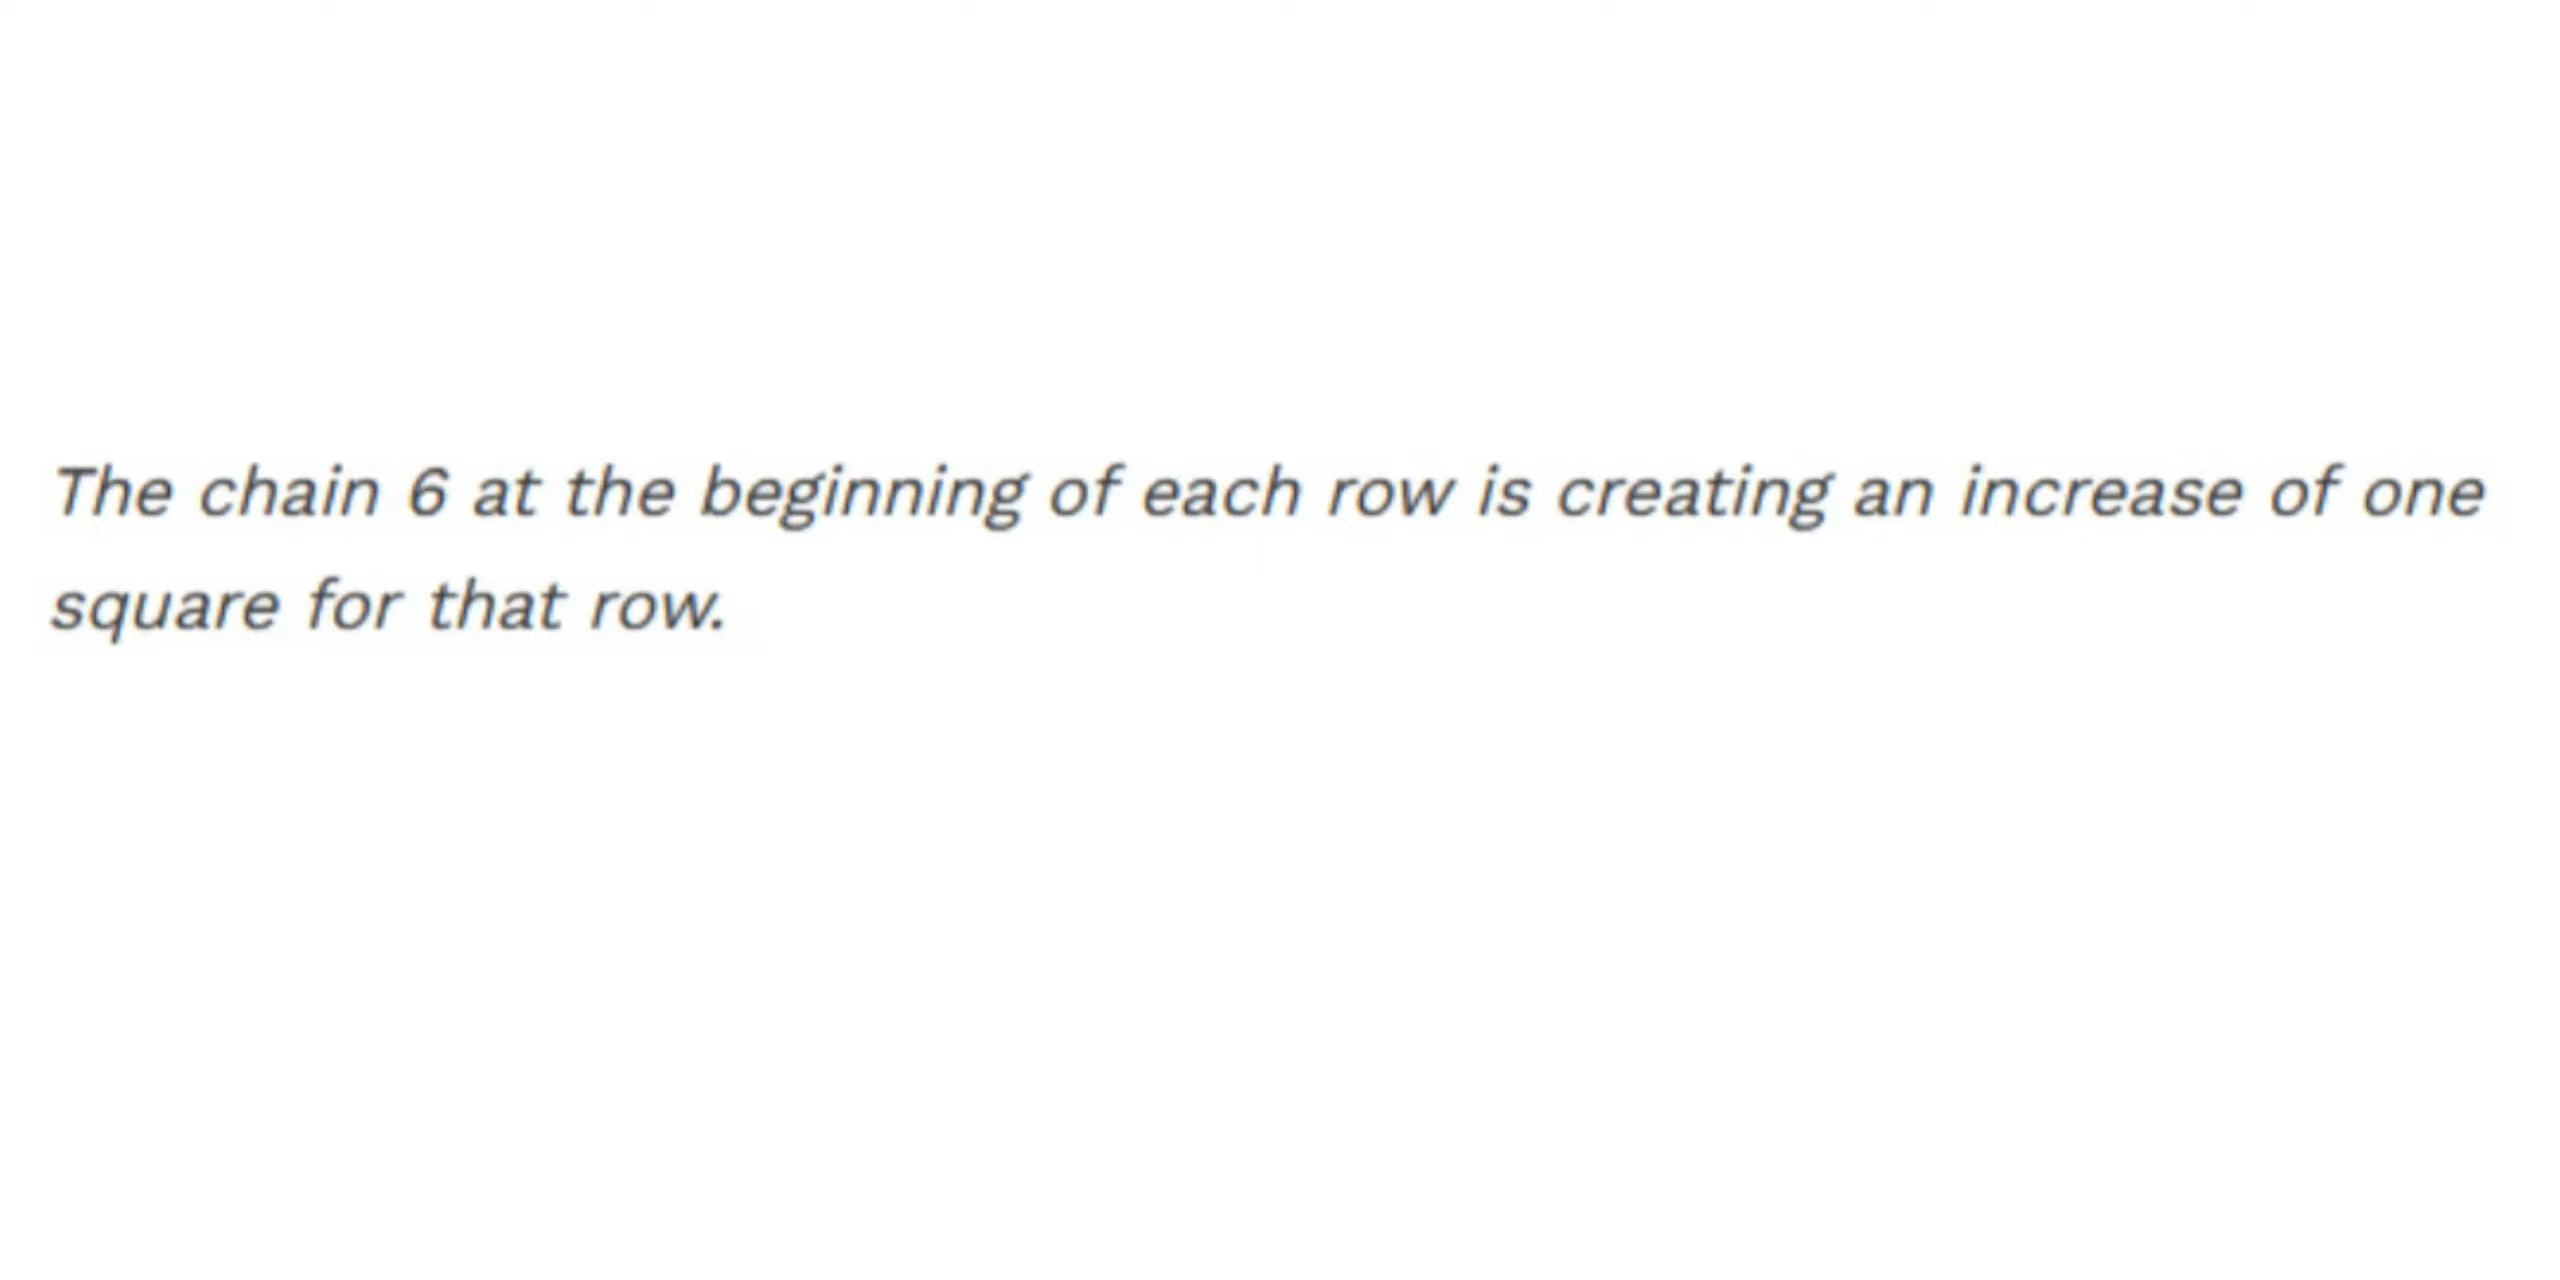 The chain 6 at the beginning of each row is creating an increase of one
square for that row.